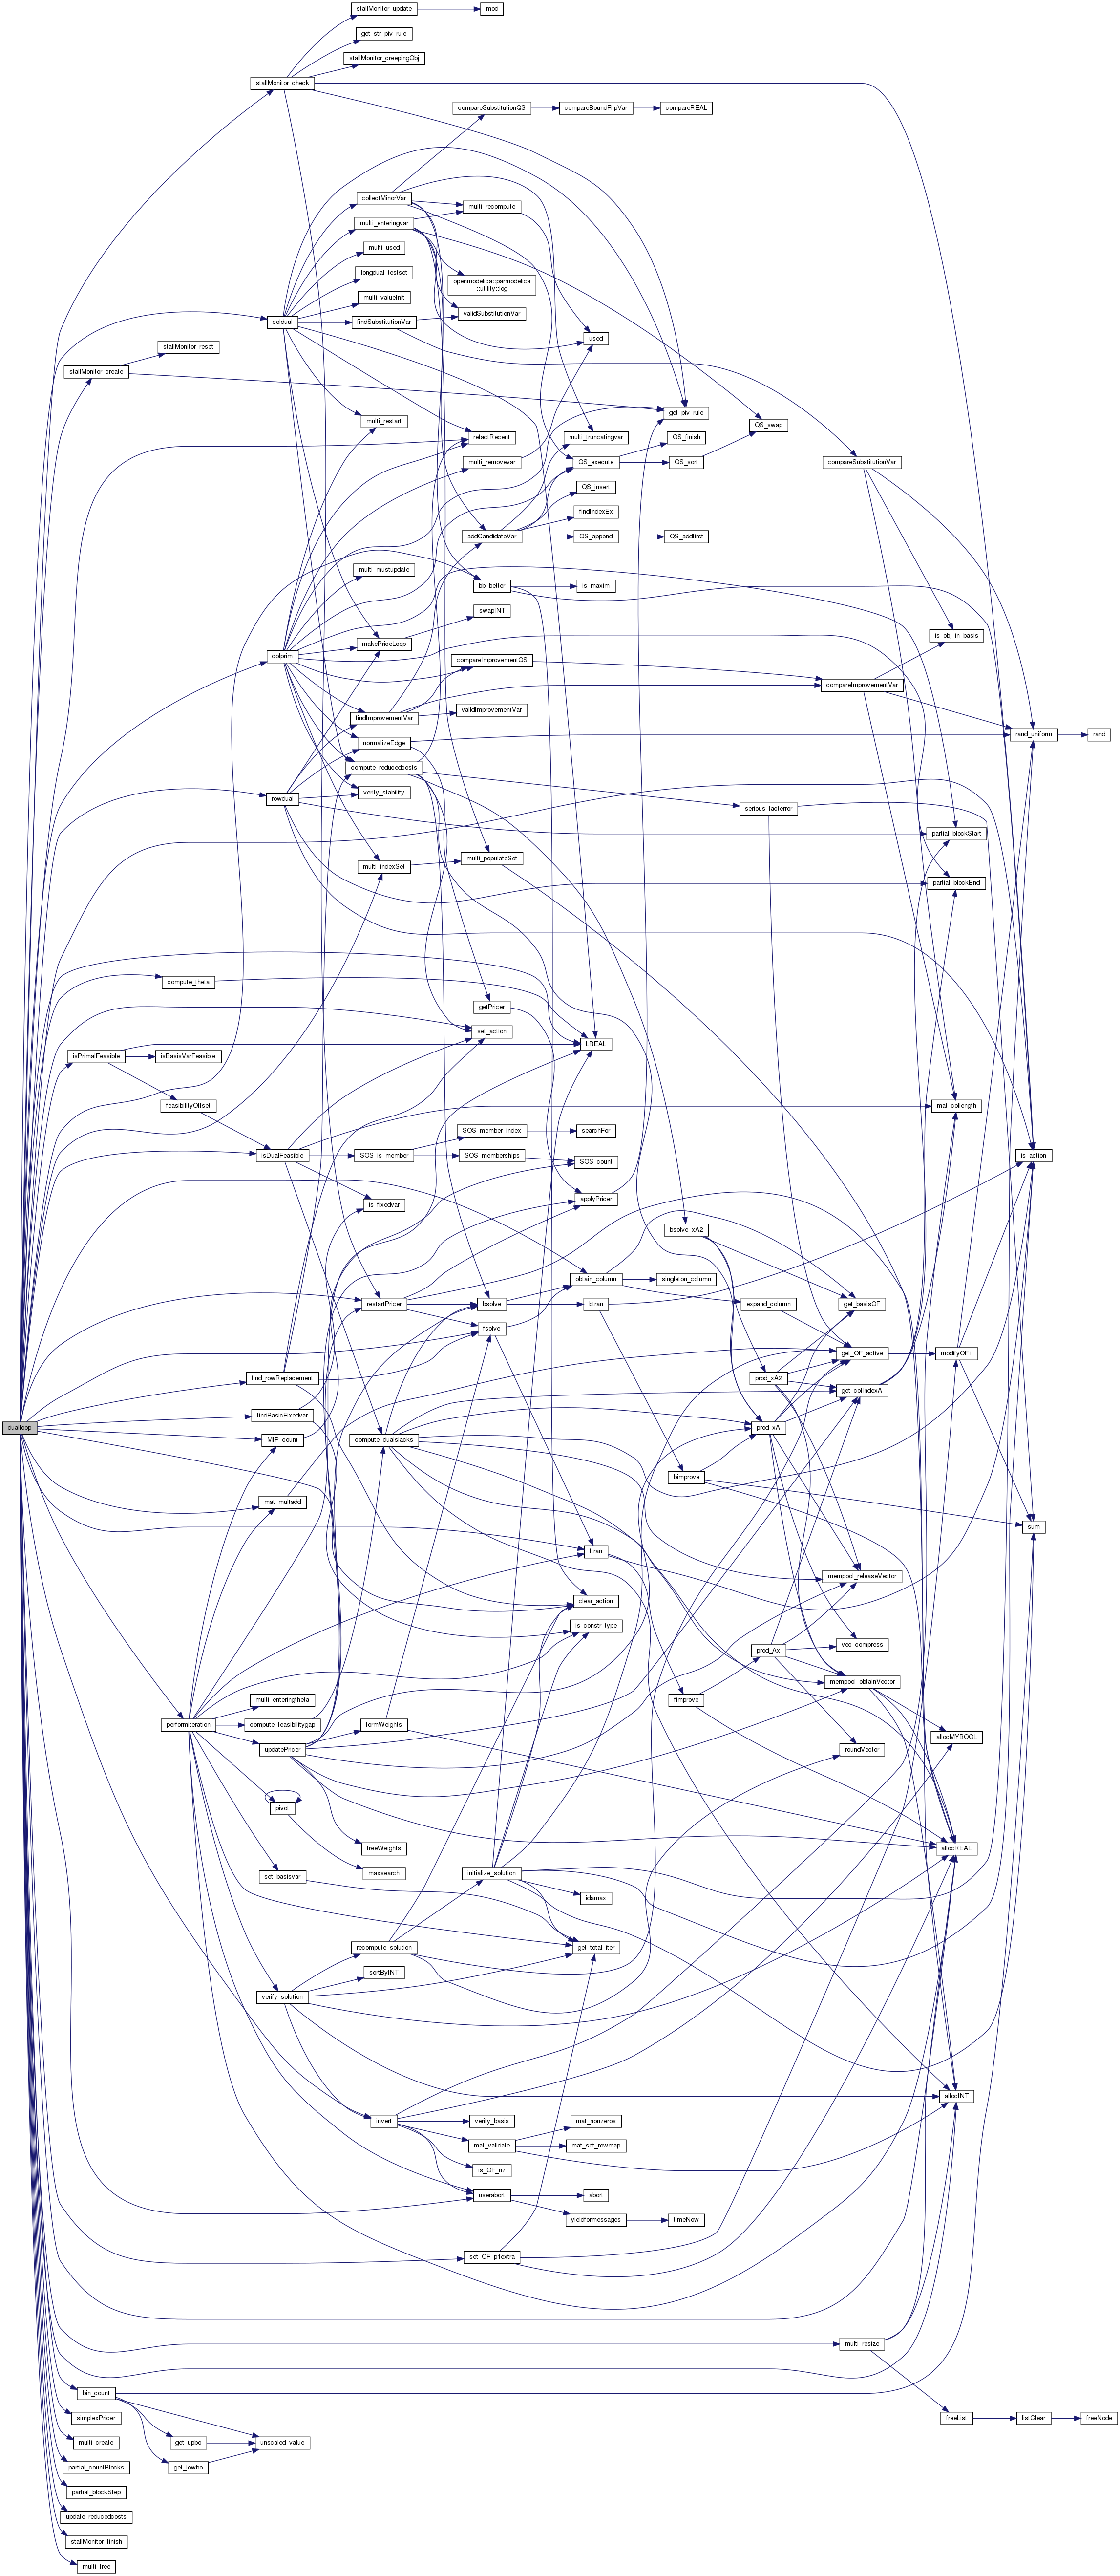 stallMonitor_update
mod
get_str_piv_rule
stallMonitor_creepingObj
stallMonitor_check
compareSubstitutionQS
compareBoundFlipVar
compareREAL
collectMinorVar
multi_recompute
multi_enteringvar
multi_used
longdual_testset
openmodelica::parmodelica
::utility::log
multi_valueInit
validSubstitutionVar
coldual
findSubstitutionVar
used
stallMonitor_reset
stallMonitor_create
get_piv_rule
multi_restart
QS_swap
refactRecent
multi_truncatingvar
QS_finish
multi_removevar
QS_execute
QS_sort
compareSubstitutionVar
QS_insert
findIndexEx
addCandidateVar
QS_append
QS_addfirst
multi_mustupdate
bb_better
is_maxim
swapINT
is_obj_in_basis
makePriceLoop
colprim
compareImprovementQS
compareImprovementVar
validImprovementVar
findImprovementVar
rand_uniform
rand
normalizeEdge
compute_reducedcosts
verify_stability
rowdual
serious_facterror
partial_blockStart
multi_populateSet
multi_indexSet
partial_blockEnd
compute_theta
getPricer
set_action
LREAL
isPrimalFeasible
isBasisVarFeasible
feasibilityOffset
mat_collength
SOS_member_index
searchFor
isDualFeasible
SOS_is_member
SOS_memberships
SOS_count
is_action
is_fixedvar
applyPricer
bsolve_xA2
obtain_column
singleton_column
restartPricer
bsolve
btran
expand_column
get_basisOF
fsolve
get_OF_active
modifyOF1
find_rowReplacement
prod_xA2
get_colIndexA
findBasicFixedvar
dualloop
MIP_count
compute_dualslacks
prod_xA
bimprove
mat_multadd
sum
ftran
mempool_releaseVector
clear_action
is_constr_type
vec_compress
prod_Ax
mempool_obtainVector
multi_enteringtheta
fimprove
performiteration
compute_feasibilitygap
formWeights
allocMYBOOL
updatePricer
roundVector
pivot
freeWeights
allocREAL
maxsearch
set_basisvar
initialize_solution
idamax
recompute_solution
get_total_iter
sortByINT
verify_solution
allocINT
invert
verify_basis
mat_nonzeros
mat_validate
mat_set_rowmap
is_OF_nz
userabort
abort
yieldformessages
timeNow
set_OF_p1extra
multi_resize
bin_count
simplexPricer
freeList
listClear
freeNode
multi_create
get_upbo
unscaled_value
partial_countBlocks
get_lowbo
partial_blockStep
update_reducedcosts
stallMonitor_finish
multi_free